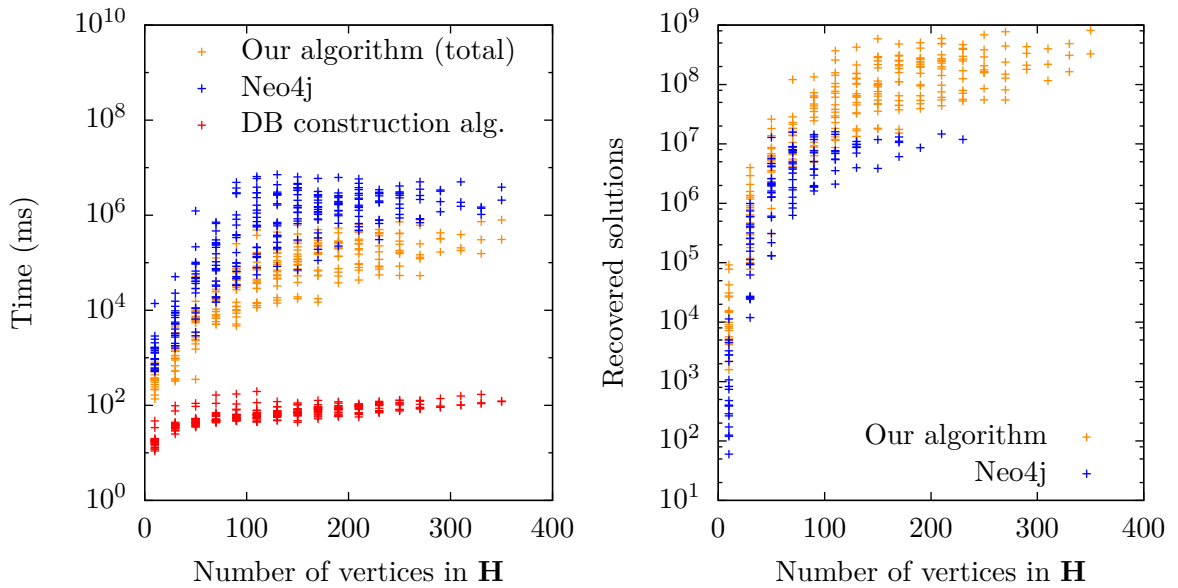 Time (ms)
10^10
10^8
10^6
10^4
10^2
10^0
0
100
200
300
400
Number of vertices in H
Our algorithm (total)
Neo4j
DB construction alg.
Recovered solutions
10^9
10^8
10^7
10^6
10^5
10^4
10^3
10^2
10^1
0
100
200
300
400
Number of vertices in H
Our algorithm
Neo4j